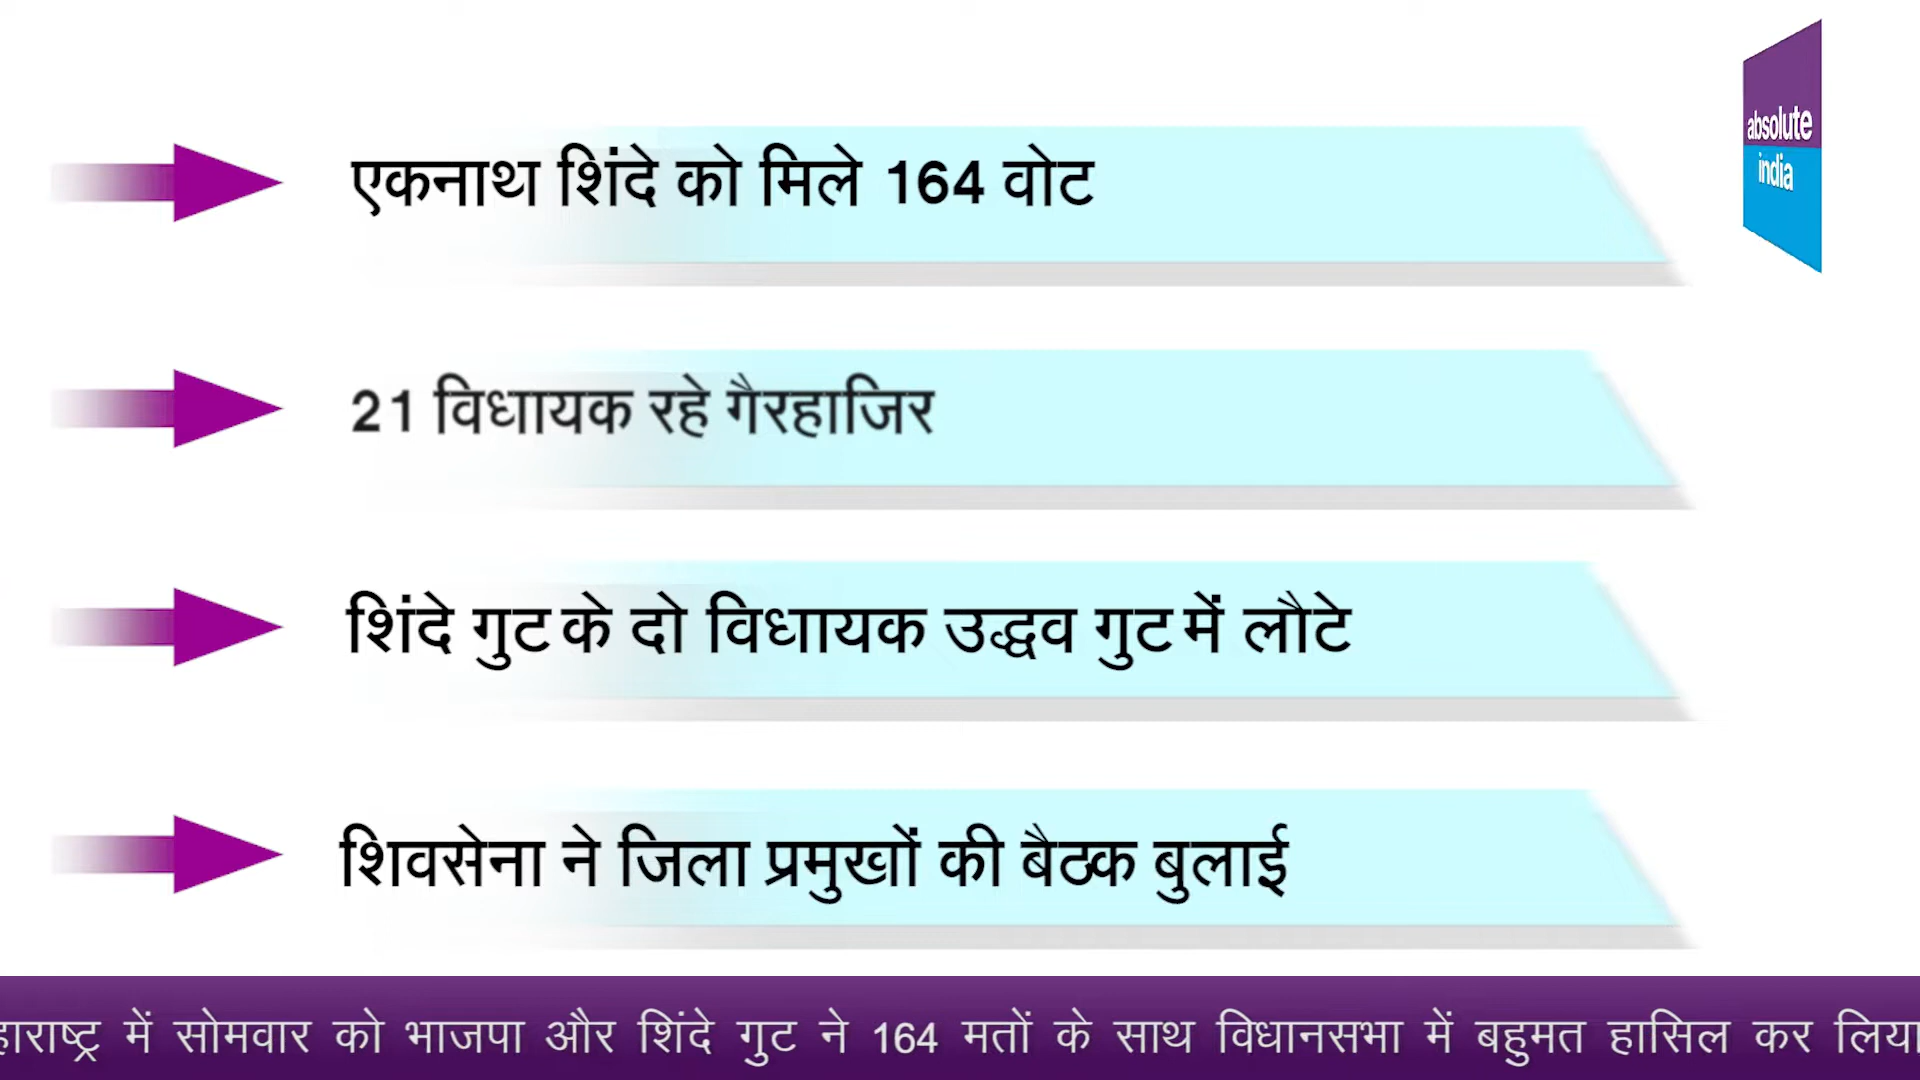 absolute
india
एकनाथ शिंदे को मिले 164 वोट
21 विधायक रहे गैरहाजिर
शिंदे गुट के दो विधायक उद्धव गुट में लौटे
शिवसेना ने जिला प्रमुखों की बैठक बुलाई
में सोमवार को भाजपा और शिंदे गुट ने 164 मतों के साथ विधानसभा में बहुमत हासिल कर लिया